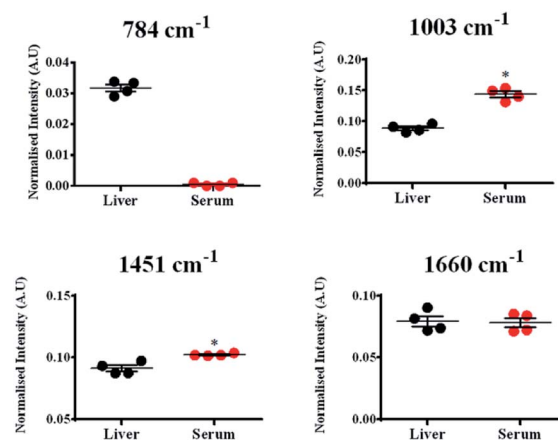 784 cm-1
Normalised Intensity (A.U)
0.04
0.03
0.02
0.01
0.00
Liver
Serum
1003 cm-1
Normalised Intensity (A.U)
0.20
0.15
0.10
0.05
0.00
*
Liver
Serum
1451 cm-1
Normalised Intensity (A.U)
0.15
0.10
0.05
*
Liver
Serum
1660 cm-1
Normalised Intensity (A.U)
0.10
0.05
0.00
Liver
Serum